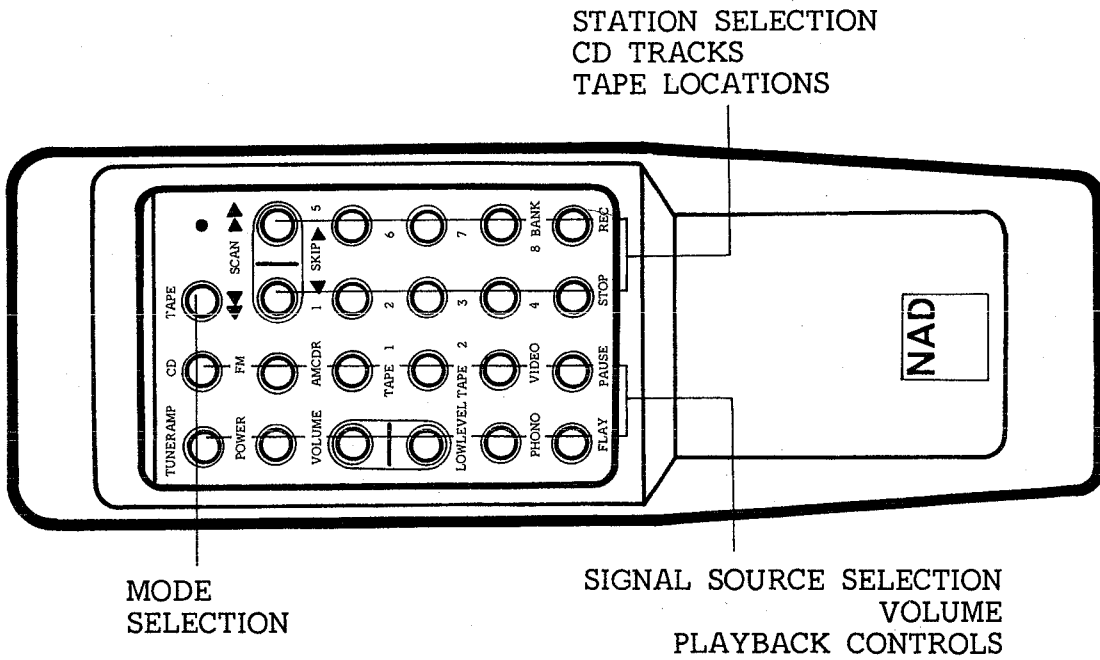 STATION SELECTION
CD TRACKS
TAPE LOCATIONS
TUNERAMP
CD
TAPE
POWER
FM
SCAN
VOLUME
AMCDR
1
SKIP
5
TAPE 1
2
6
LOWLEVEL
TAPE 2
3
7
PHONO
VIDEO
4
8 BANK
FLAY
PAUSE
STOP
REC
NAD
MODE
SELECTION
SIGNAL SOURCE SELECTION
VOLUME
PLAYBACK CONTROLS